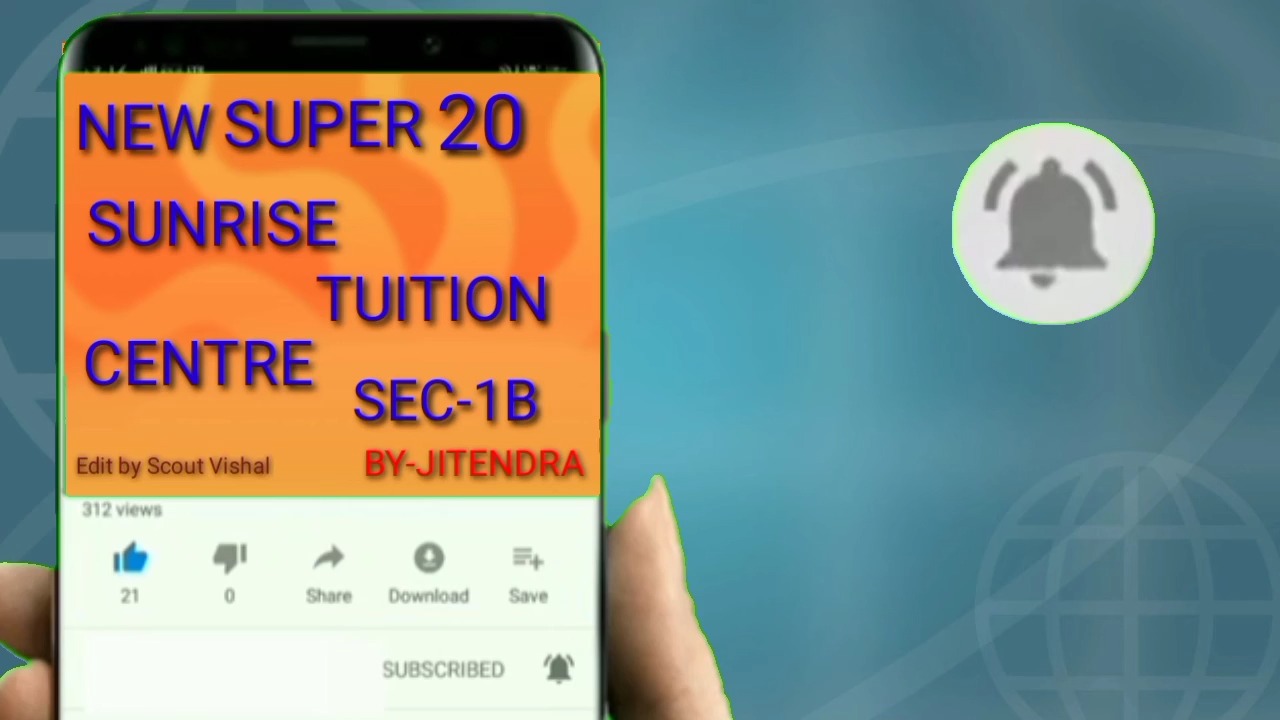 NEW SUPER 20
SUNRISE
TUITION
CENTRE
SEC-1B
Edit by Scout Vishal
BY-JITENDRA
312 views
21
0
Share
Download
Save
SUBSCRIBED